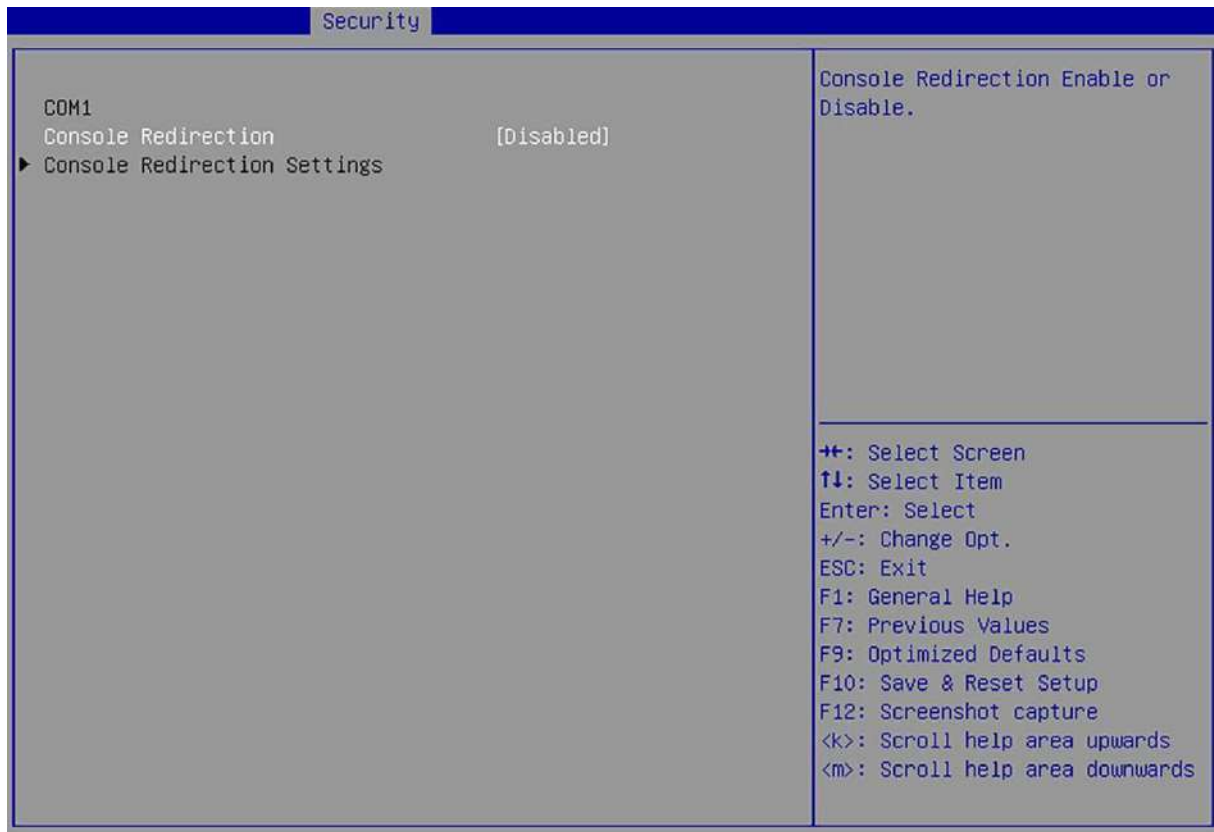 Security
COM1
Console Redirection [Disabled]
▶ Console Redirection Settings
Console Redirection Enable or
Disable.
→←: Select Screen
↑↓: Select Item
Enter: Select
+/-: Change Opt.
ESC: Exit
F1: General Help
F7: Previous Values
F9: Optimized Defaults
F10: Save & Reset Setup
F12: Screenshot capture
<k>: Scroll help area upwards
<m>: Scroll help area downwards